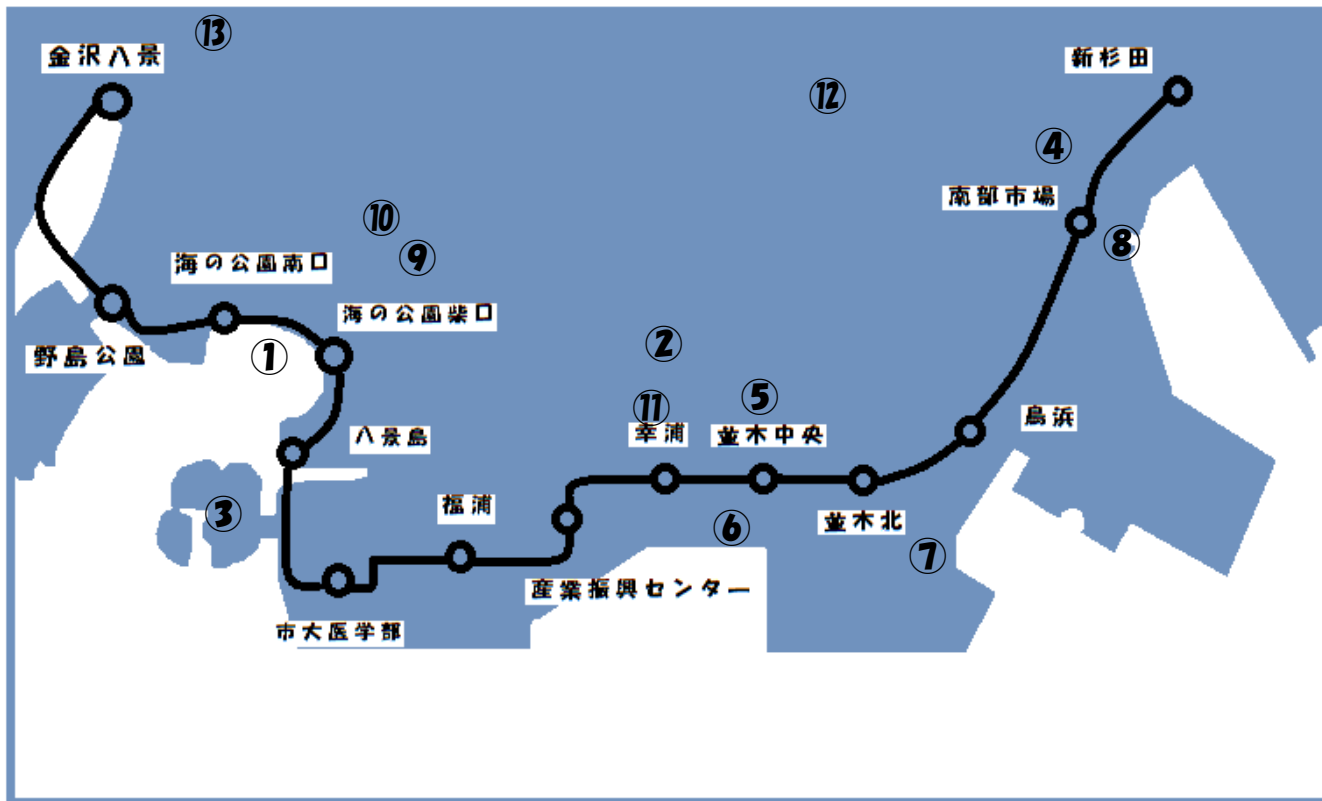 ⑬
金沢八景
新杉田
⑫
④
南部市場
⑩
⑧
⑨
海の公園南口
海の公園柴口
野島公園
①
②
⑤
⑪
鳥浜
幸浦
並木中央
八景島
福浦
③
並木北
⑥
⑦
産業振興センター
市大医学部